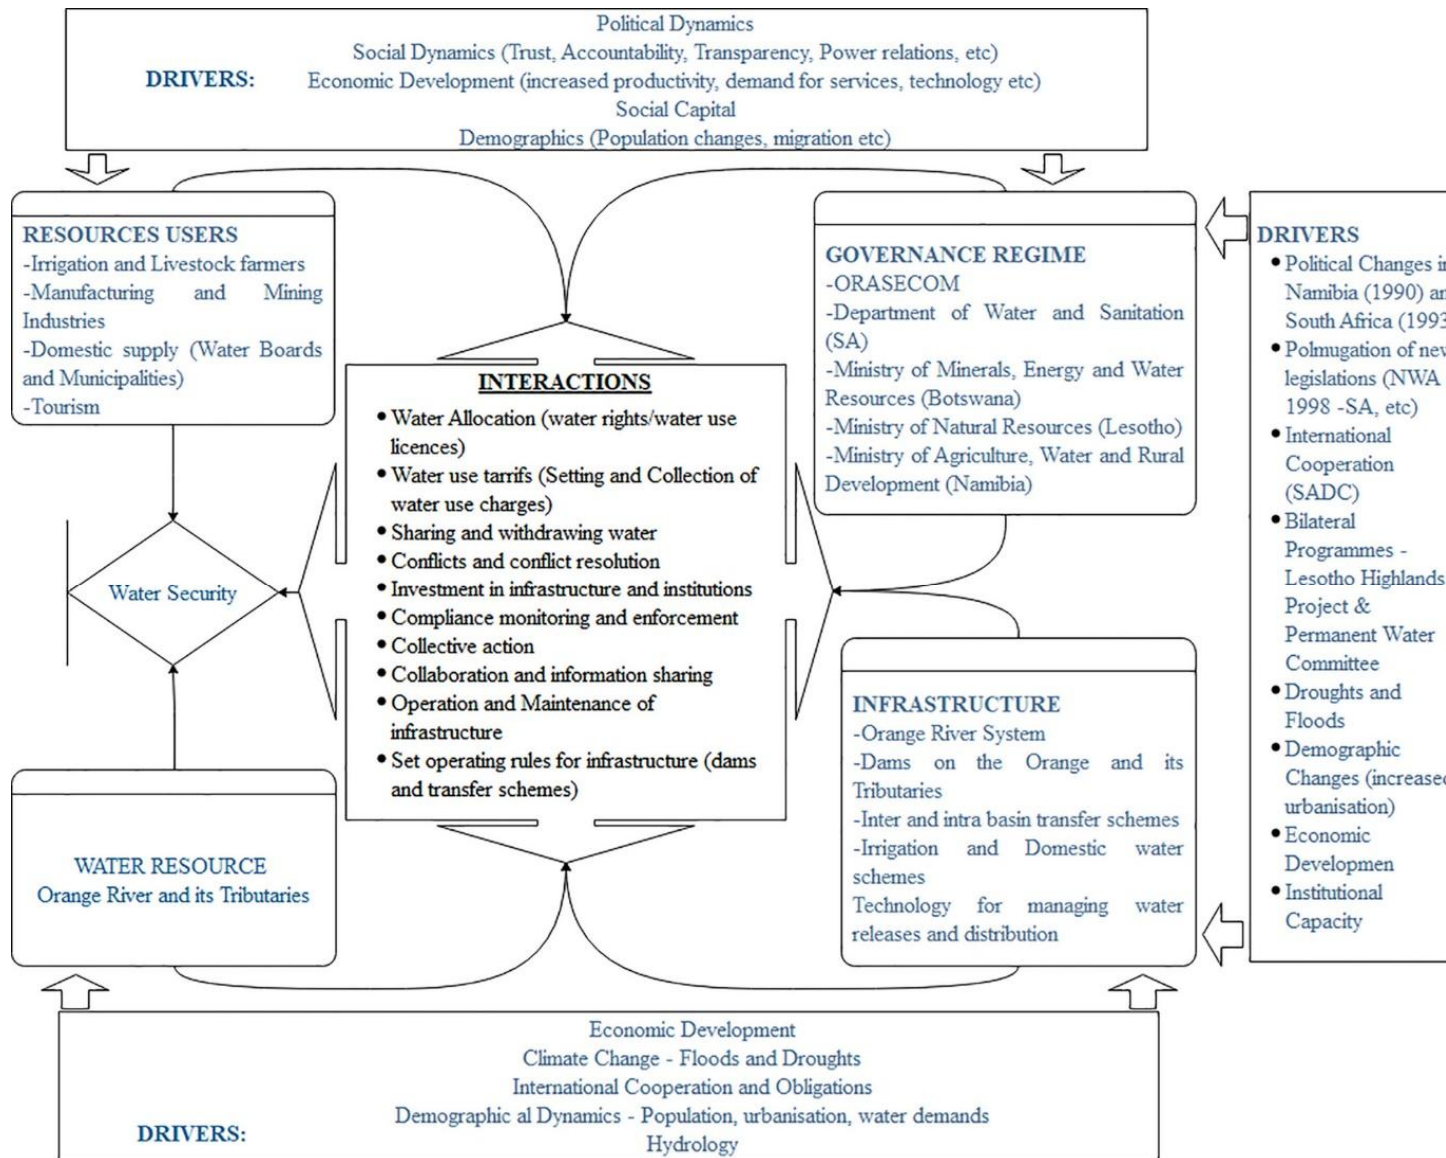 Political Dynamics
Social Dynamics (Trust, Accountability, Transparency, Power relations, etc)
DRIVERS: Economic Development (increased productivity, demand for services, technology etc)
Social Capital
Demographics (Population changes, migration etc)
RESOURCES USERS
-Irrigation and Livestock farmers
-Manufacturing and Mining
Industries
-Domestic supply (Water Boards
and Municipalities)
-Tourism
GOVERNANCE REGIME
-ORASECOM
-Department of Water and Sanitation
(SA)
-Ministry of Minerals, Energy and Water
Resources (Botswana)
-Ministry of Natural Resources (Lesotho)
-Ministry of Agriculture, Water and Rural
Development (Namibia)
DRIVERS
• Political Changes in
Namibia (1990) an
South Africa (1993
• Polmugation of new
legislations (NWA
1998 -SA, etc)
• International
Cooperation
(SADC)
• Bilateral
Programmes -
Lesotho Highlands
Project &
Permanent Water
Committee
• Droughts and
Floods
• Demographic
Changes (increased
urbanisation)
• Economic
Developmen
• Institutional
Capacity
INTERACTIONS
• Water Allocation (water rights/water use
licences)
• Water use tarrifs (Setting and Collection of
water use charges)
• Sharing and withdrawing water
• Conflicts and conflict resolution
• Investment in infrastructure and institutions
• Compliance monitoring and enforcement
• Collective action
• Collaboration and information sharing
• Operation and Maintenance of
infrastructure
• Set operating rules for infrastructure (dams
and transfer schemes)
Water Security
WATER RESOURCE
Orange River and its Tributaries
INFRASTRUCTURE
-Orange River System
-Dams on the Orange and its
Tributaries
-Inter and intra basin transfer schemes
-Irrigation and Domestic water
schemes
Technology for managing water
releases and distribution
Economic Development
Climate Change - Floods and Droughts
International Cooperation and Obligations
Demographic al Dynamics - Population, urbanisation, water demands
DRIVERS:
Hydrology